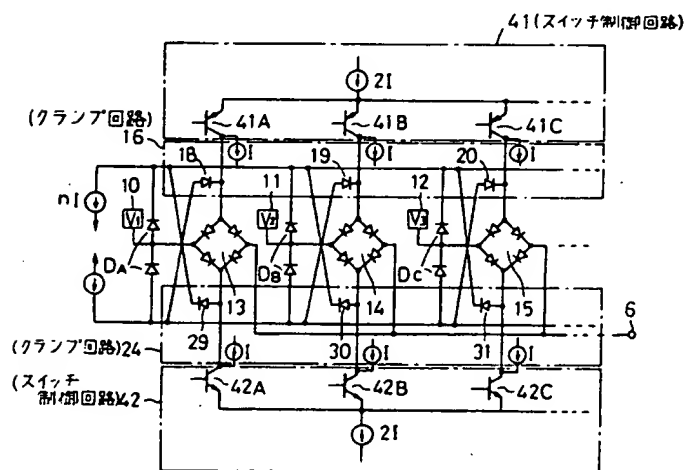 41(スイッチ制御回路)
2I
41A 41B 41C
(クランプ回路)
16
18 I 19 I 20 I
nI
10 11 12
V1 V2 V3
DA DB DC
13 14 15
6
29 30 31
(クランプ回路)24
I I I
(スイッチ
制御回路)42
42A 42B 42C
2I